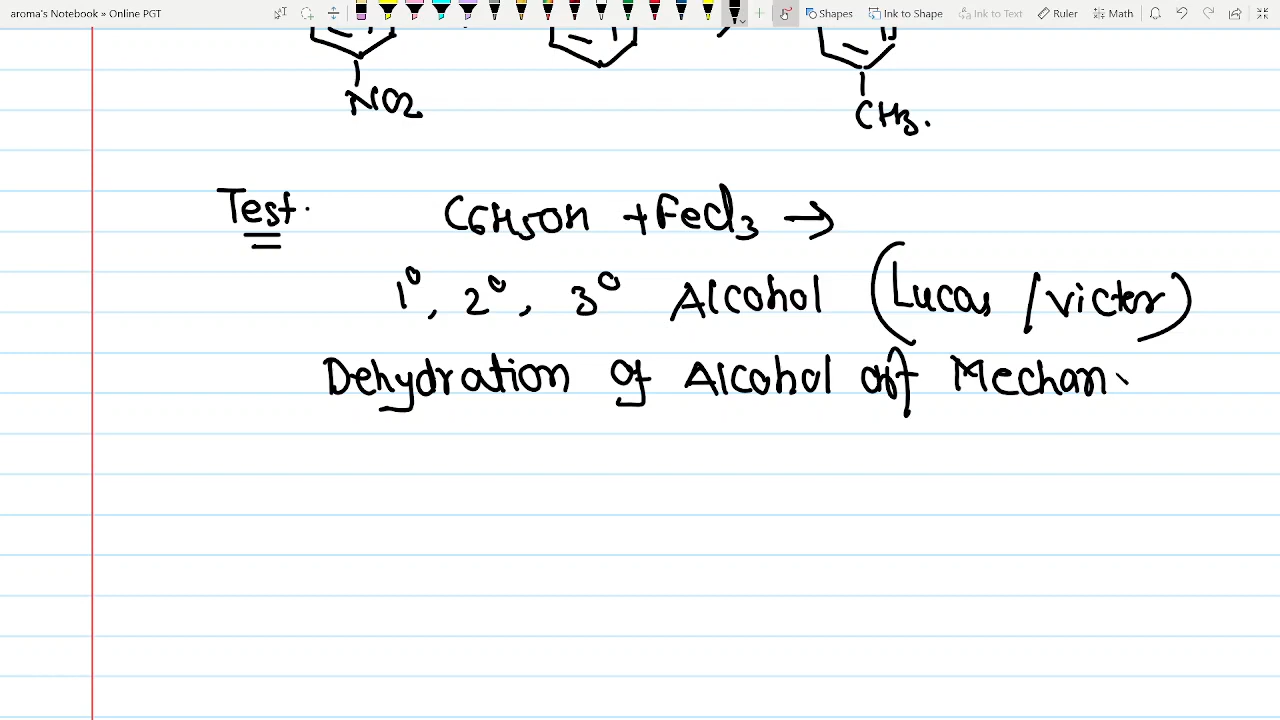 aroma's Notebook » Online PGT
Shapes Ink to Shape Ink to Text Ruler Math
NO2
CH3.
Test.
C6H5OH + FeCl3 →
1°, 2°, 3° Alcohol (Lucas / victor)
Dehydration of Alcohol Mechan